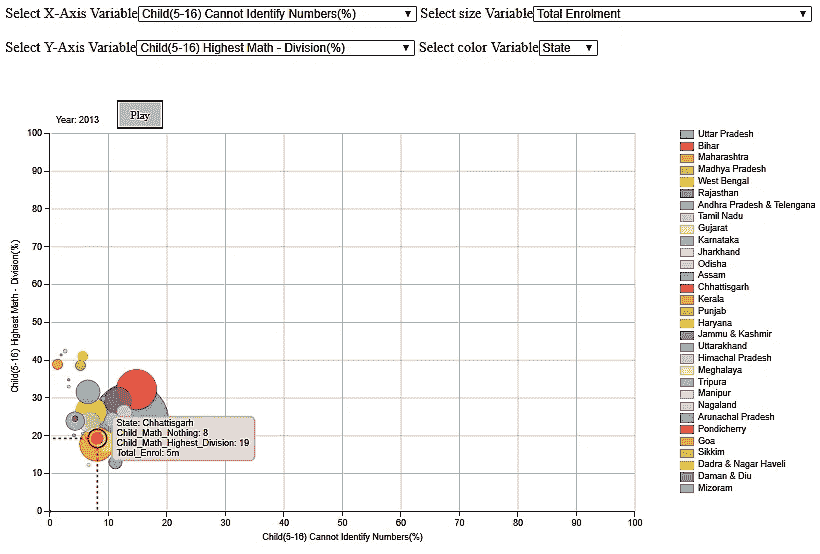 Select X-Axis Variable Child(5-16) Cannot Identify Numbers(%) Select size Variable Total Enrolment
Select Y-Axis Variable Child(5-16) Highest Math - Division(%) Select color Variable State
Year: 2013 Play
100
90
80
70
60
50
40
30
20
10
0
Child(5-16) Highest Math - Division(%)
State: Chhattisgarh
Child_Math_Nothing: 8
Child_Math_Highest_Division: 19
Total_Enrol: 5m
0 10 20 30 40 50 60 70 80 90 100
Child(5-16) Cannot Identify Numbers(%)
Uttar Pradesh
Bihar
Maharashtra
Madhya Pradesh
West Bengal
Rajasthan
Andhra Pradesh & Telengana
Tamil Nadu
Gujarat
Karnataka
Jharkhand
Odisha
Assam
Chhattisgarh
Kerala
Punjab
Haryana
Jammu & Kashmir
Uttarakhand
Himachal Pradesh
Meghalaya
Tripura
Manipur
Nagaland
Arunachal Pradesh
Pondicherry
Goa
Sikkim
Dadra & Nagar Haveli
Daman & Diu
Mizoram